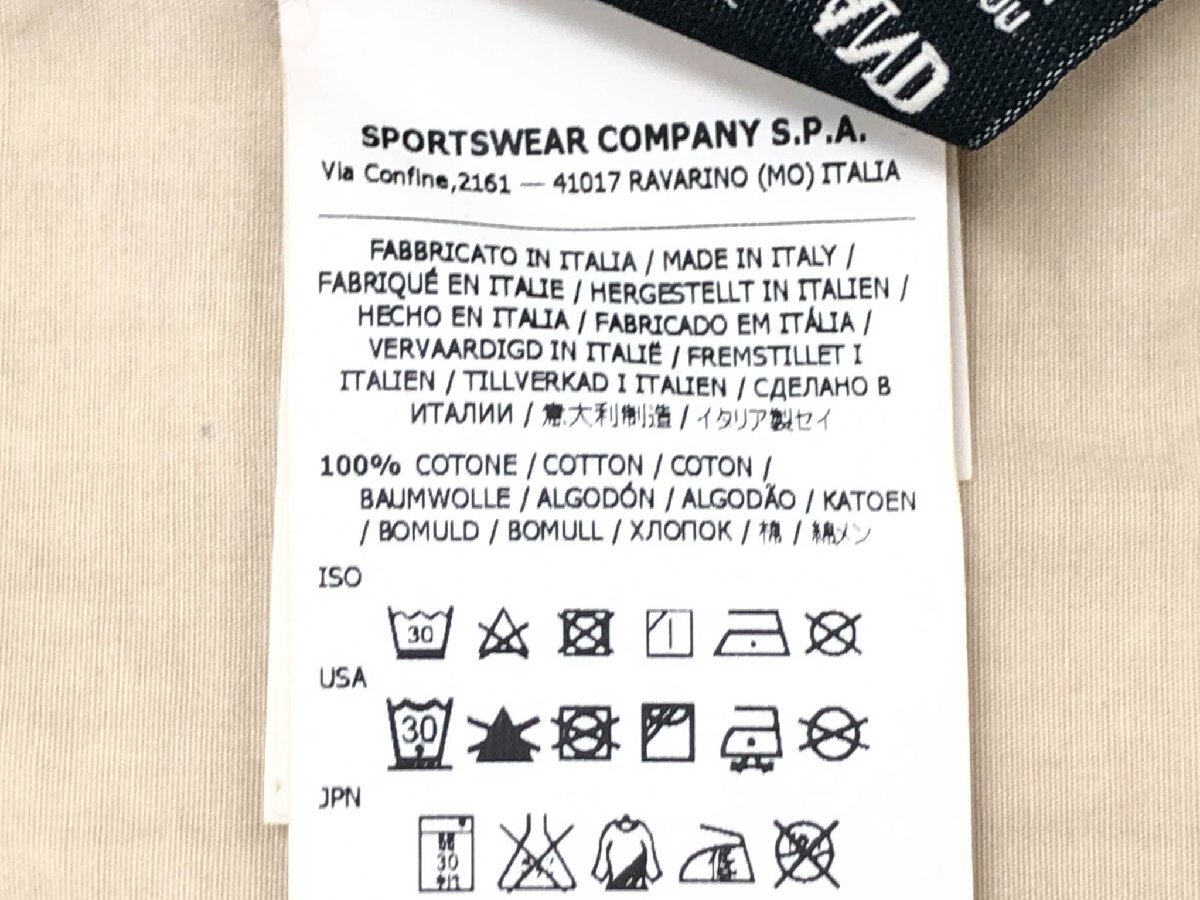 AND
OU
SPORTSWEAR COMPANY S.P.A.
Via Confine,2161 — 41017 RAVARINO (MO) ITALIA
FABBRICATO IN ITALIA / MADE IN ITALY /
FABRIQUÉ EN ITALIE / HERGESTELLT IN ITALIEN /
HECHO EN ITALIA / FABRICADO EM ITÁLIA /
VERVAARDIGD IN ITALIË / FREMSTILLET I
ITALIEN / TILLVERKAD I ITALIEN / СДЕЛАНО В
ИТАЛИИ / 意大利制造 / イタリア製セイ
100% COTONE / COTTON / COTON /
BAUMWOLLE / ALGODÓN / ALGODÃO / KATOEN
/ BOMULD / BOMULL / ХЛОПОК / 棉 / 綿メン
ISO
30
USA
30
JPN
30